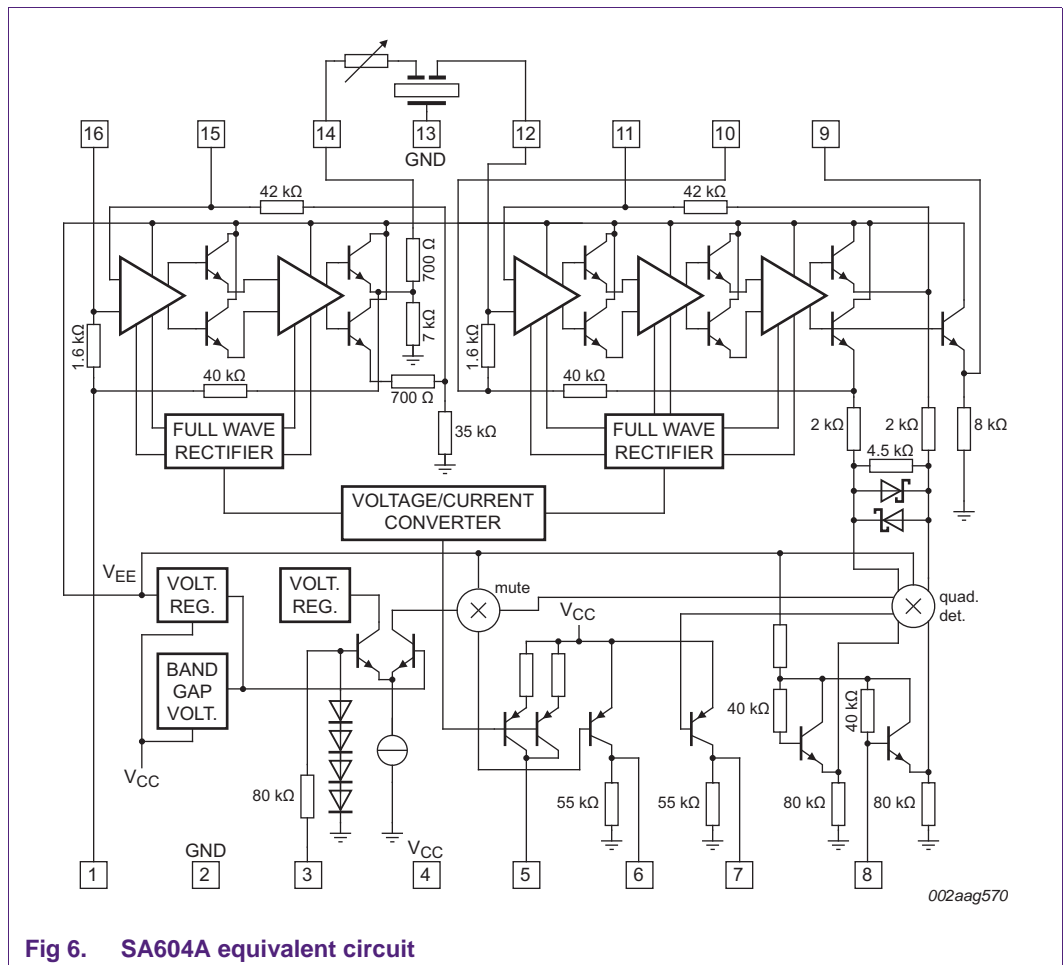 16
15
14
13
GND
12
11
10
9
42 kΩ
42 kΩ
700 Ω
7 kΩ
1.6 kΩ
1.6 kΩ
40 kΩ
700 Ω
40 kΩ
35 kΩ
2 kΩ
2 kΩ
8 kΩ
4.5 kΩ
FULL WAVE
RECTIFIER
FULL WAVE
RECTIFIER
VOLTAGE/CURRENT
CONVERTER
VEE
VOLT.
REG.
VOLT.
REG.
mute
VCC
quad.
det.
BAND
GAP
VOLT.
VCC
40 kΩ
40 kΩ
80 kΩ
55 kΩ
55 kΩ
80 kΩ
80 kΩ
1
GND
2
3
VCC
4
5
6
7
8
002aag570
Fig 6. SA604A equivalent circuit